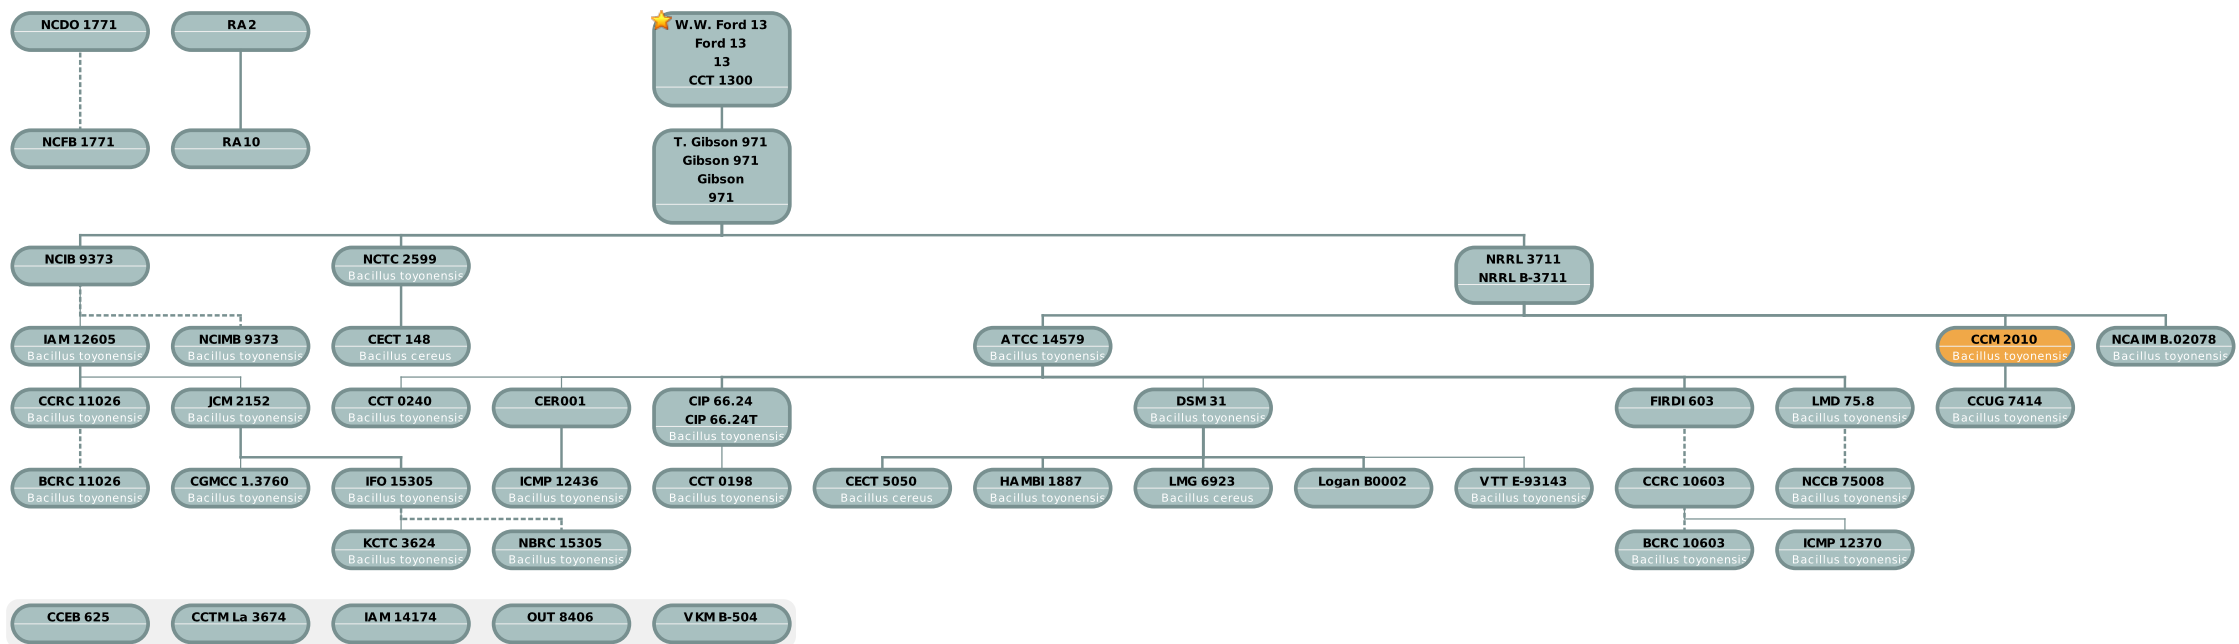 NCDO 1771
RA 2
W.W. Ford 13
Ford 13
13
CCT 1300
NCFB 1771
RA 10
T. Gibson 971
Gibson 971
Gibson
971
NCIB 9373
NCTC 2599
Bacillus toyonensis
NRRL 3711
NRRL B-3711
IAM 12605
Bacillus toyonensis
NCIMB 9373
Bacillus toyonensis
CECT 148
Bacillus cereus
ATCC 14579
Bacillus toyonensis
CCM 2010
Bacillus toyonensis
NCAIM B.02078
Bacillus toyonensis
CCRC 11026
Bacillus toyonensis
JCM 2152
Bacillus toyonensis
CCT 0240
Bacillus toyonensis
CER001
CIP 66.24
CIP 66.24T
Bacillus toyonensis
DSM 31
Bacillus toyonensis
FIRDI 603
LMD 75.8
Bacillus toyonensis
CCUG 7414
Bacillus toyonensis
BCRC 11026
Bacillus toyonensis
CGMCC 1.3760
Bacillus toyonensis
IFO 15305
Bacillus toyonensis
ICMP 12436
Bacillus toyonensis
CCT 0198
Bacillus toyonensis
CECT 5050
Bacillus cereus
HAMBI 1887
Bacillus toyonensis
LMG 6923
Bacillus cereus
Logan B0002
VTT E-93143
Bacillus toyonensis
CCRC 10603
Bacillus toyonensis
NCCB 75008
Bacillus toyonensis
KCTC 3624
Bacillus toyonensis
NBRC 15305
Bacillus toyonensis
BCRC 10603
Bacillus toyonensis
ICMP 12370
Bacillus toyonensis
CCEB 625
CCTM La 3674
IAM 14174
OUT 8406
VKM B-504